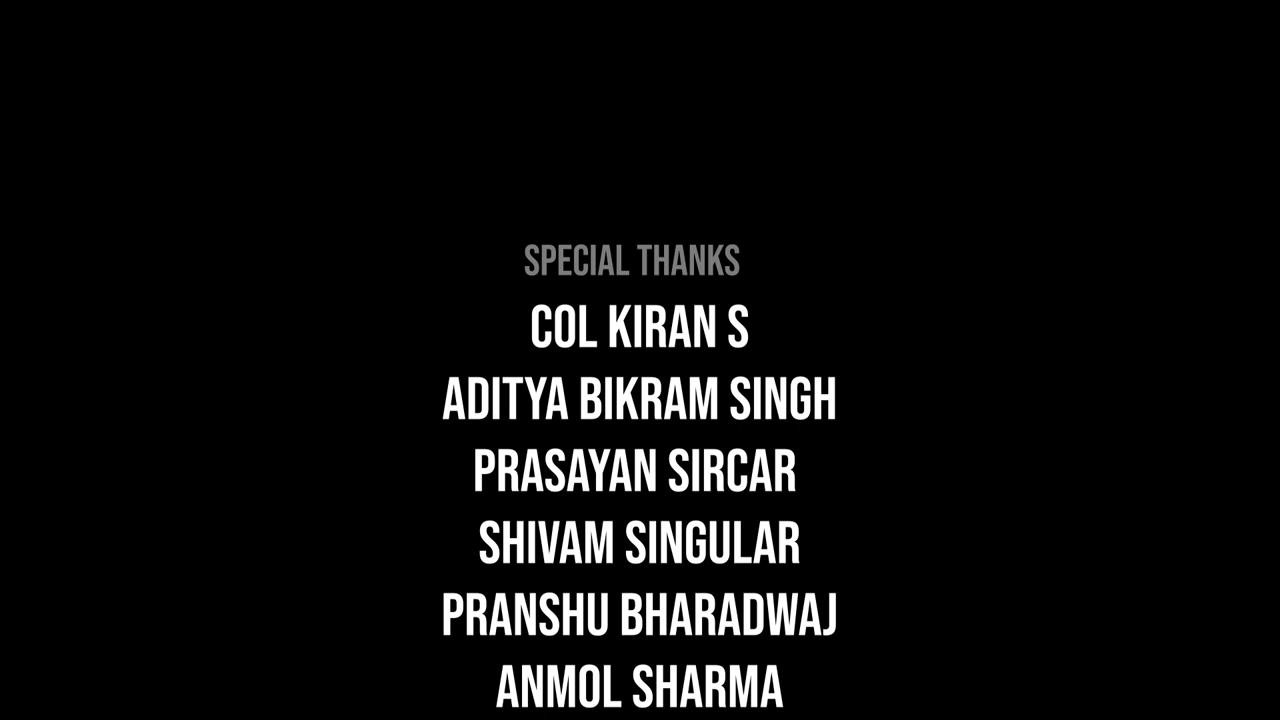 SPECIAL THANKS
COL KIRAN S
ADITYA BIKRAM SINGH
PRASAYAN SIRCAR
SHIVAM SINGULAR
PRANSHU BHARADWAJ
ANMOL SHARMA